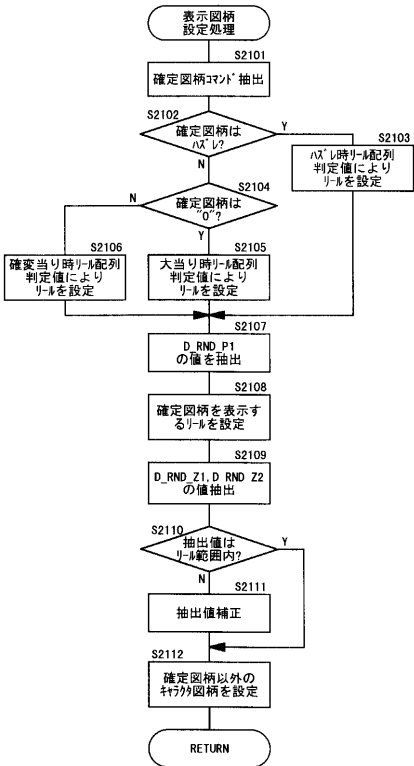 表示図柄
設定処理
S2101
確定図柄コマンド抽出
S2102
確定図柄は
ハズレ?
Y
N
S2103
ハズレ時リール配列
判定値により
リールを設定
S2104
確定図柄は
"0"?
N
Y
S2106
確変当り時リール配列
判定値により
リールを設定
S2105
大当り時リール配列
判定値により
リールを設定
S2107
D_RND_P1
の値を抽出
S2108
確定図柄を表示す
るリールを設定
S2109
D_RND_Z1,D_RND_Z2
の値抽出
S2110
抽出値は
リール範囲内?
Y
N
S2111
抽出値補正
S2112
確定図柄以外の
キャラクタ図柄を設定
RETURN